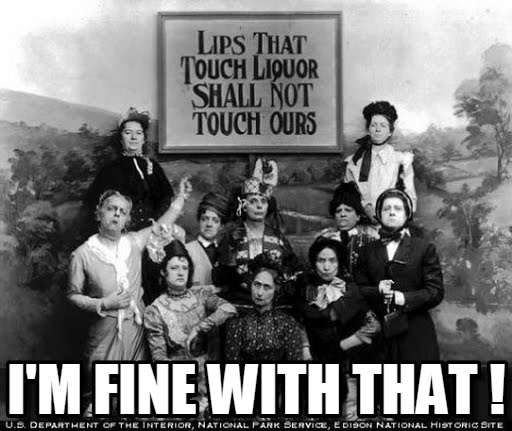 LIPS THAT
TOUCH LIQUOR
SHALL NOT
TOUCH OURS
I'M FINE WITH THAT !
U.S. DEPARTMENT OF THE INTERIOR, NATIONAL PARK SERVICE, EDISON NATIONAL HISTORIC SITE